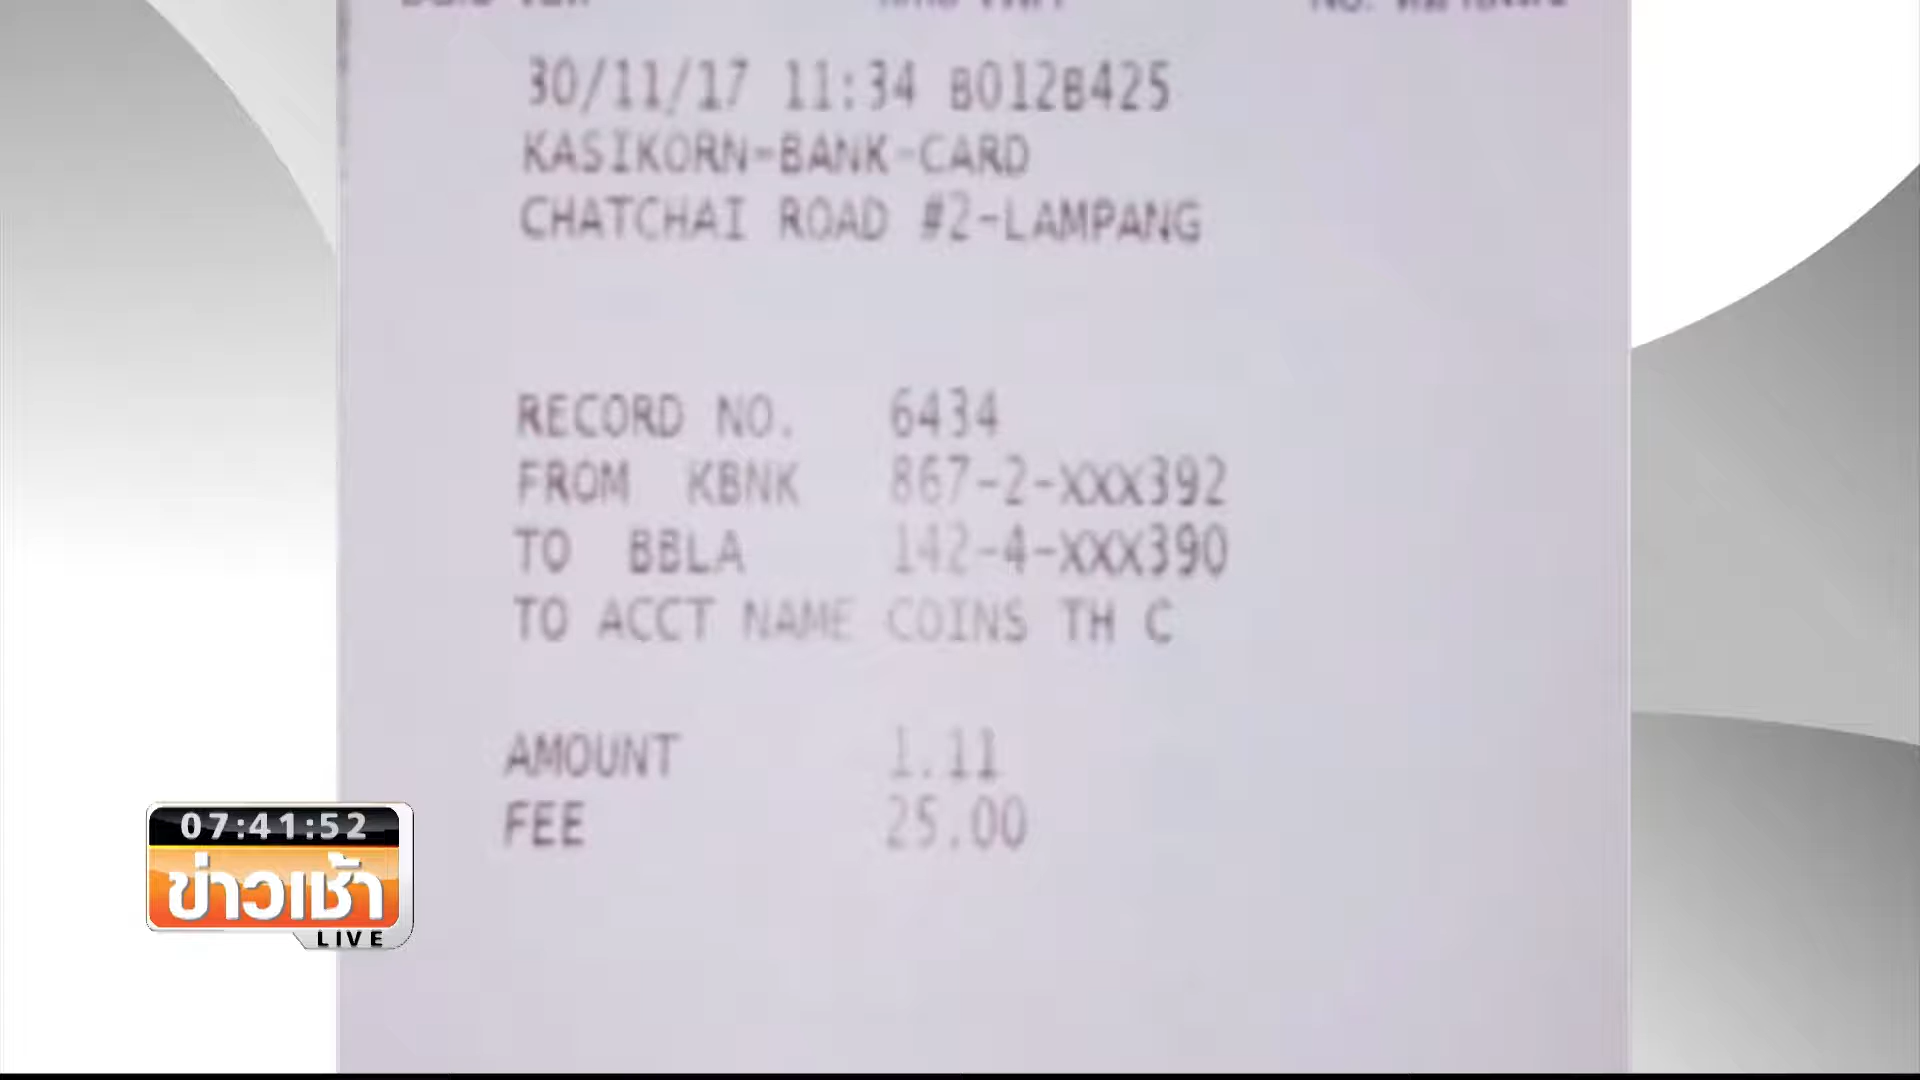 30/11/17 11:34 B012B425
KASIKORN-BANK-CARD
CHATCHAI ROAD #2-LAMPANG
RECORD NO. 6434
FROM KBNK 867-2-XXX392
TO BBLA 142-4-XXX390
TO ACCT NAME COINS TH C
AMOUNT 1.11
FEE 25.00
07:41:52
ข่าวเช้า
LIVE